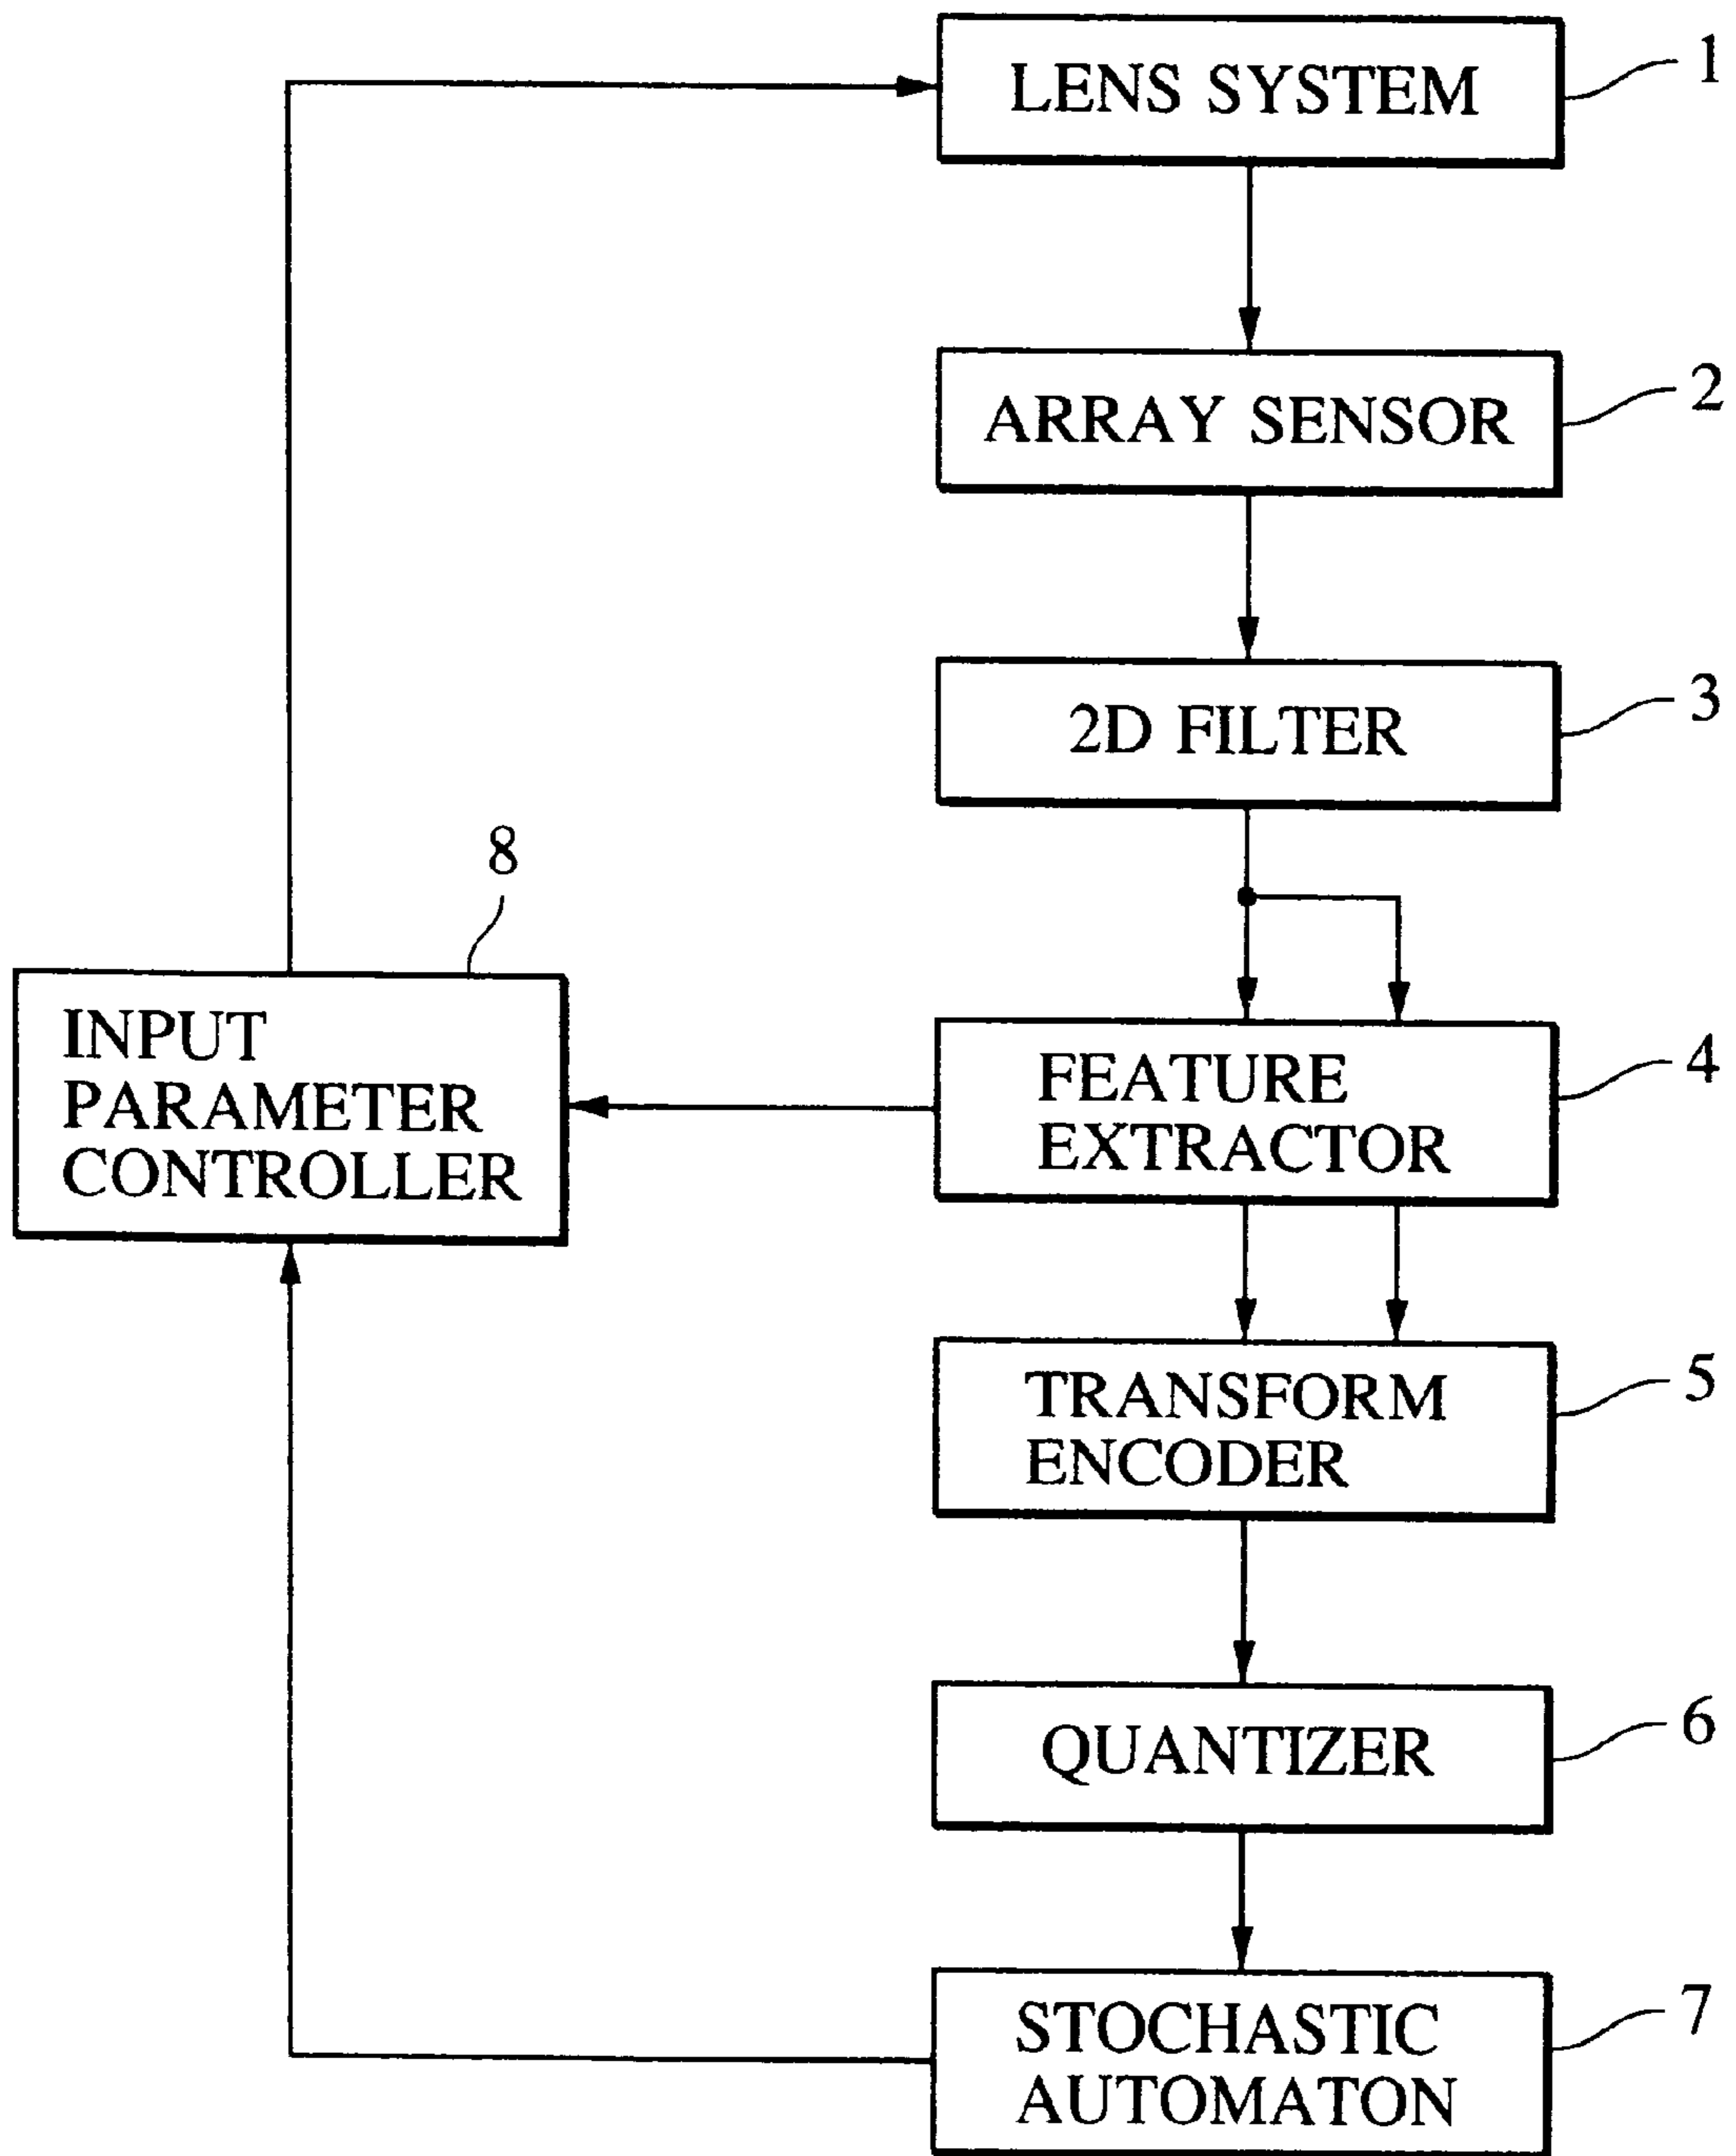 LENS SYSTEM
1
ARRAY SENSOR
2
2D FILTER
3
8
INPUT
PARAMETER
CONTROLLER
FEATURE
EXTRACTOR
4
TRANSFORM
ENCODER
5
QUANTIZER
6
STOCHASTIC
AUTOMATON
7